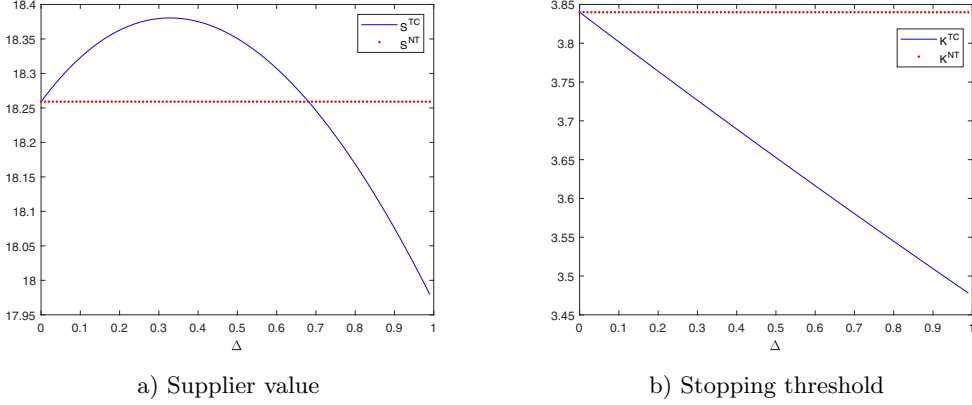 18.4
18.35
18.3
18.25
18.2
18.15
18.1
18.05
18
17.95
0 0.1 0.2 0.3 0.4 0.5 0.6 0.7 0.8 0.9 1
Δ
S^TC
S^NT
a) Supplier value
3.85
3.8
3.75
3.7
3.65
3.6
3.55
3.5
3.45
0 0.1 0.2 0.3 0.4 0.5 0.6 0.7 0.8 0.9 1
Δ
K^TC
K^NT
b) Stopping threshold